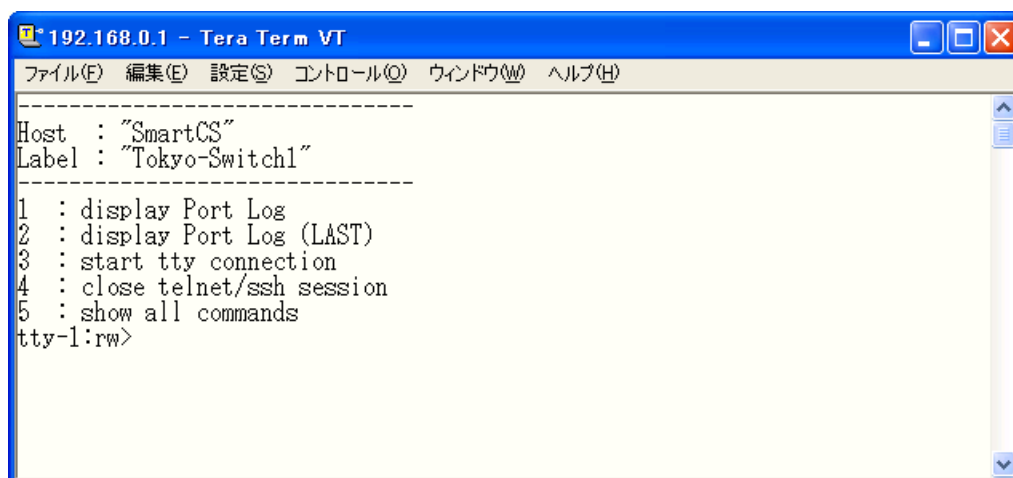 192.168.0.1 - Tera Term VT
ファイル(F) 編集(E) 設定(S) コントロール(O) ウィンドウ(W) ヘルプ(H)
-------------------------------
Host : "SmartCS"
Label : "Tokyo-Switch1"
-------------------------------
1 : display Port Log
2 : display Port Log (LAST)
3 : start tty connection
4 : close telnet/ssh session
5 : show all commands
tty-1:rw>